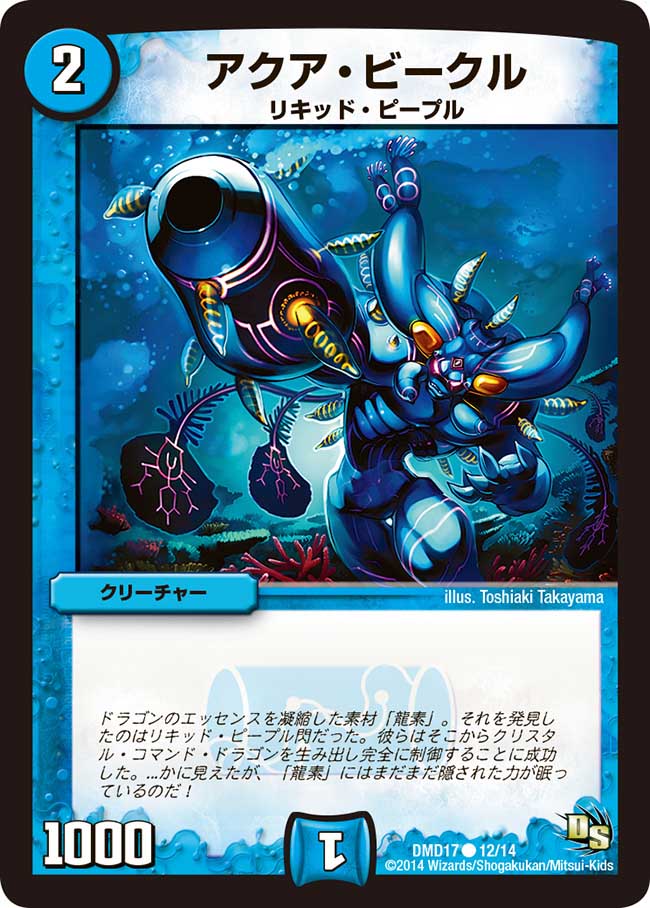 2
アクア・ビークル
リキッド・ピープル
クリーチャー
illus. Toshiaki Takayama
ドラゴンのエッセンスを凝縮した素材「龍素」。それを発見し
たのはリキッド・ピープル閃だった。彼らはそこからクリスタ
ル・コマンド・ドラゴンを生み出し完全に制御することに成功
した。...かに見えたが、「龍素」にはまだまだ隠された力が眠っ
ているのだ！
1000
1
DS
DMD17 ● 12/14
©2014 Wizards/Shogakukan/Mitsui-Kids